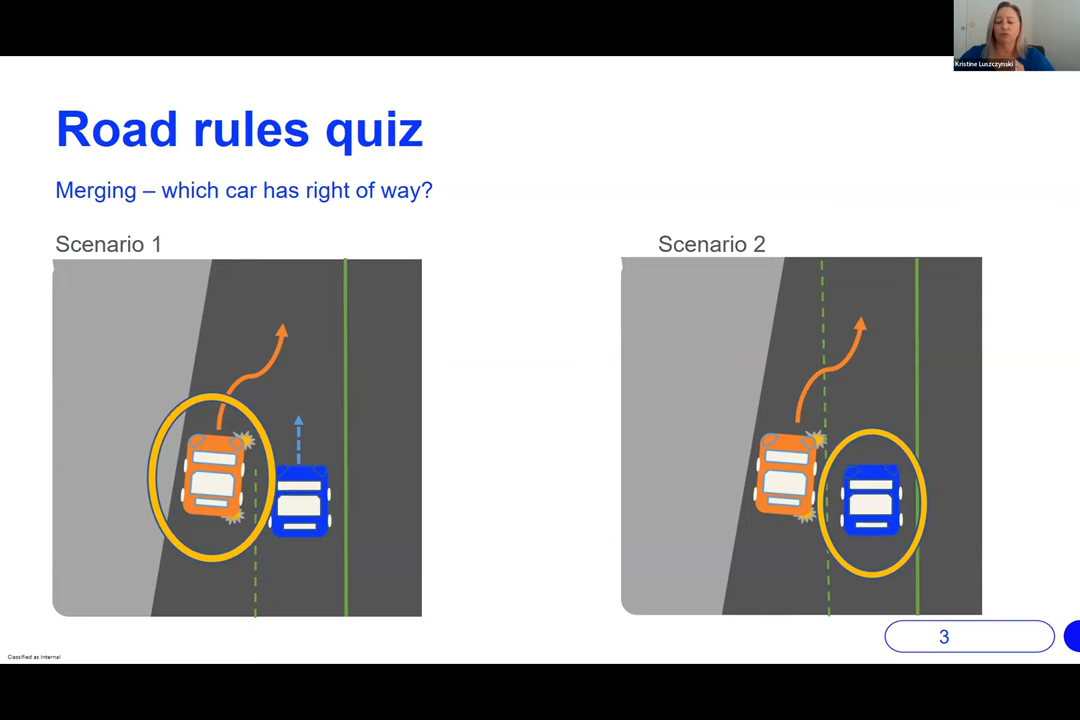 Kristine Luszczynski
Road rules quiz
Merging – which car has right of way?
Scenario 1
Scenario 2
3
Classified as Internal